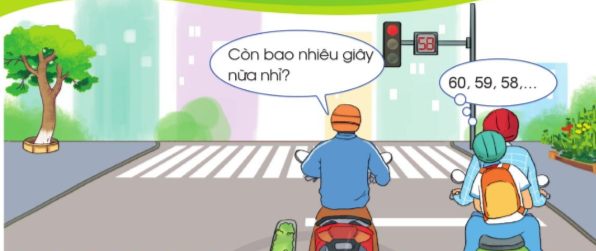 Còn bao nhiêu giây
nữa nhỉ?
58
60, 59, 58,...